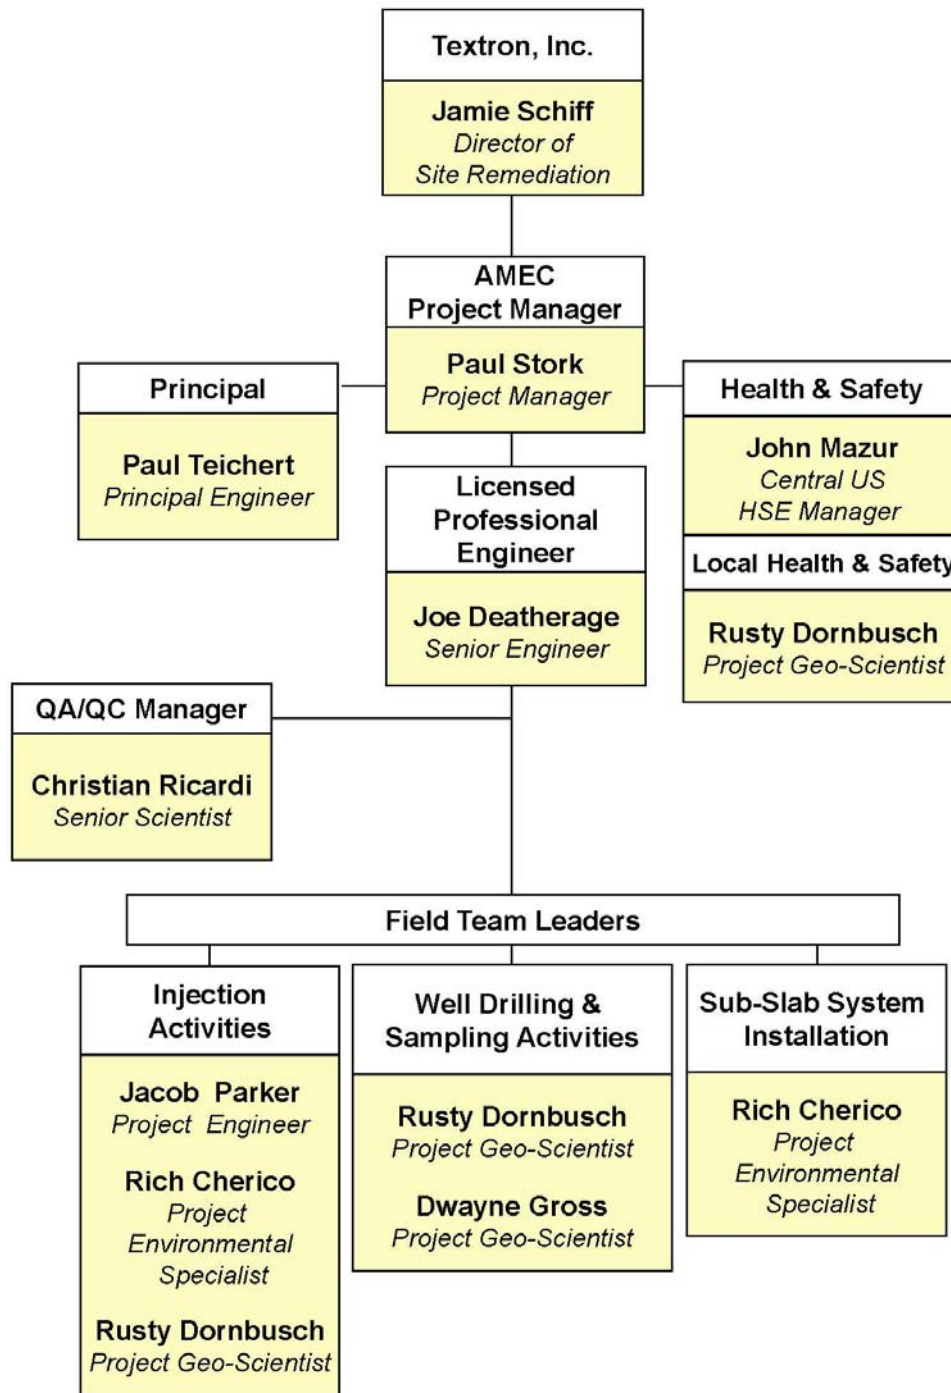 Textron, Inc.
Jamie Schiff
Director of
Site Remediation
AMEC
Project Manager
Paul Stork
Project Manager
Principal
Paul Teichert
Principal Engineer
Health & Safety
John Mazur
Central US
HSE Manager
Local Health & Safety
Rusty Dornbusch
Project Geo-Scientist
Licensed
Professional
Engineer
Joe Deatherage
Senior Engineer
QA/QC Manager
Christian Ricardi
Senior Scientist
Field Team Leaders
Injection
Activities
Jacob Parker
Project Engineer
Rich Cherico
Project
Environmental
Specialist
Rusty Dornbusch
Project Geo-Scientist
Well Drilling &
Sampling Activities
Rusty Dornbusch
Project Geo-Scientist
Dwayne Gross
Project Geo-Scientist
Sub-Slab System
Installation
Rich Cherico
Project
Environmental
Specialist